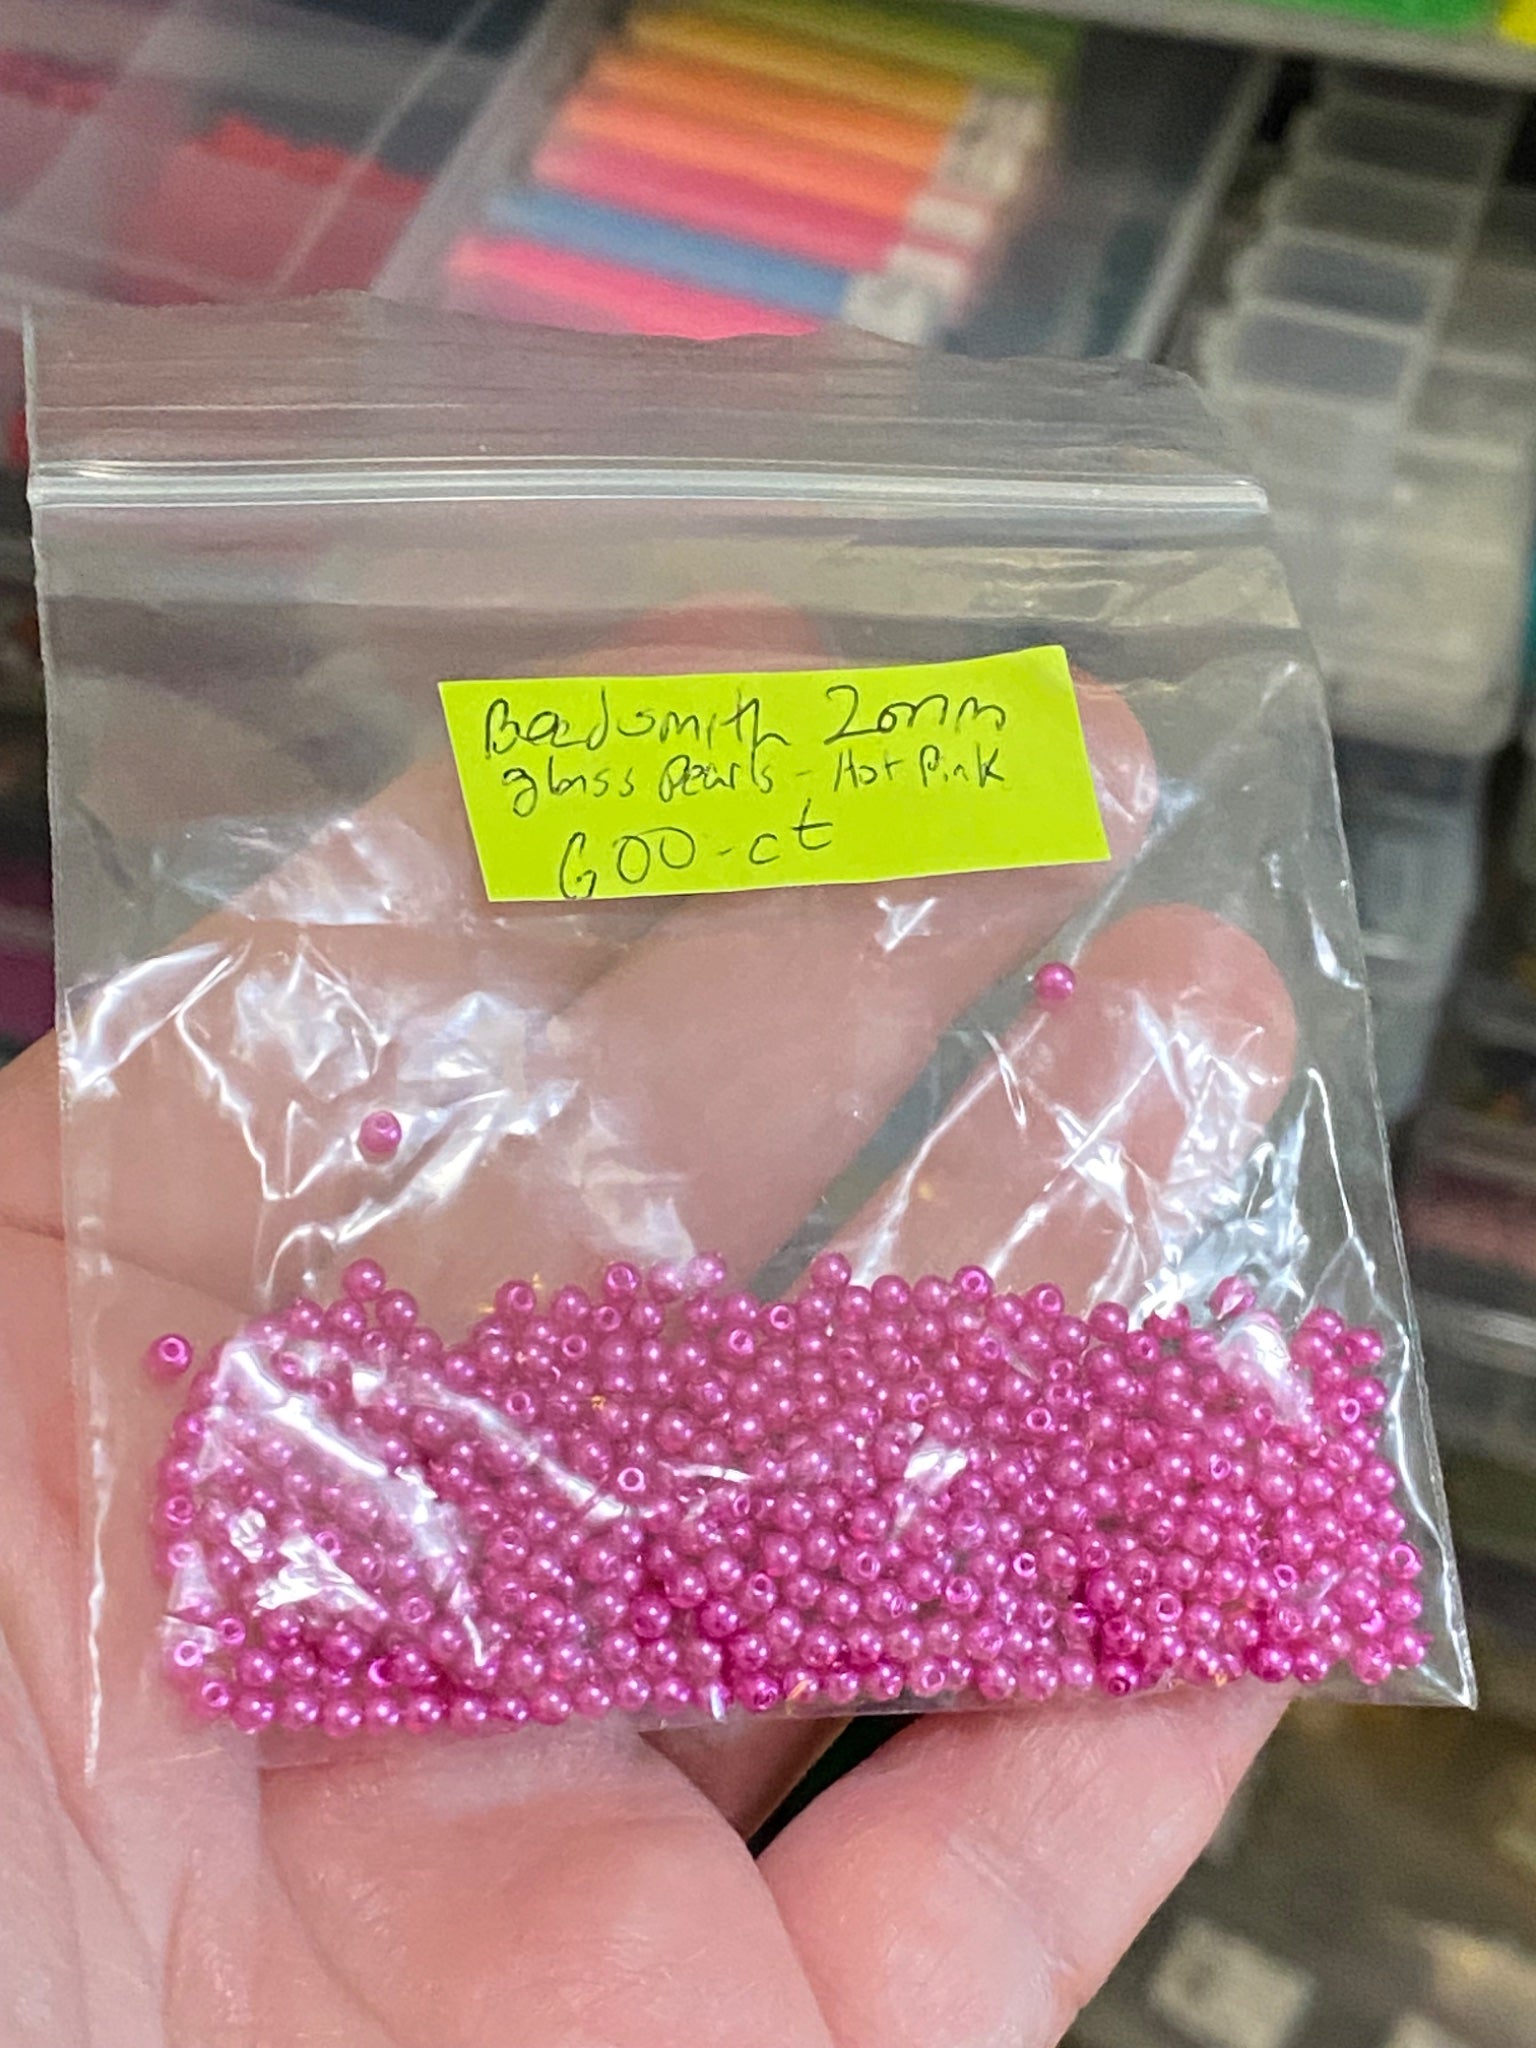 Beadsmith 2mm
glass Pearls - Hot Pink
600-ct